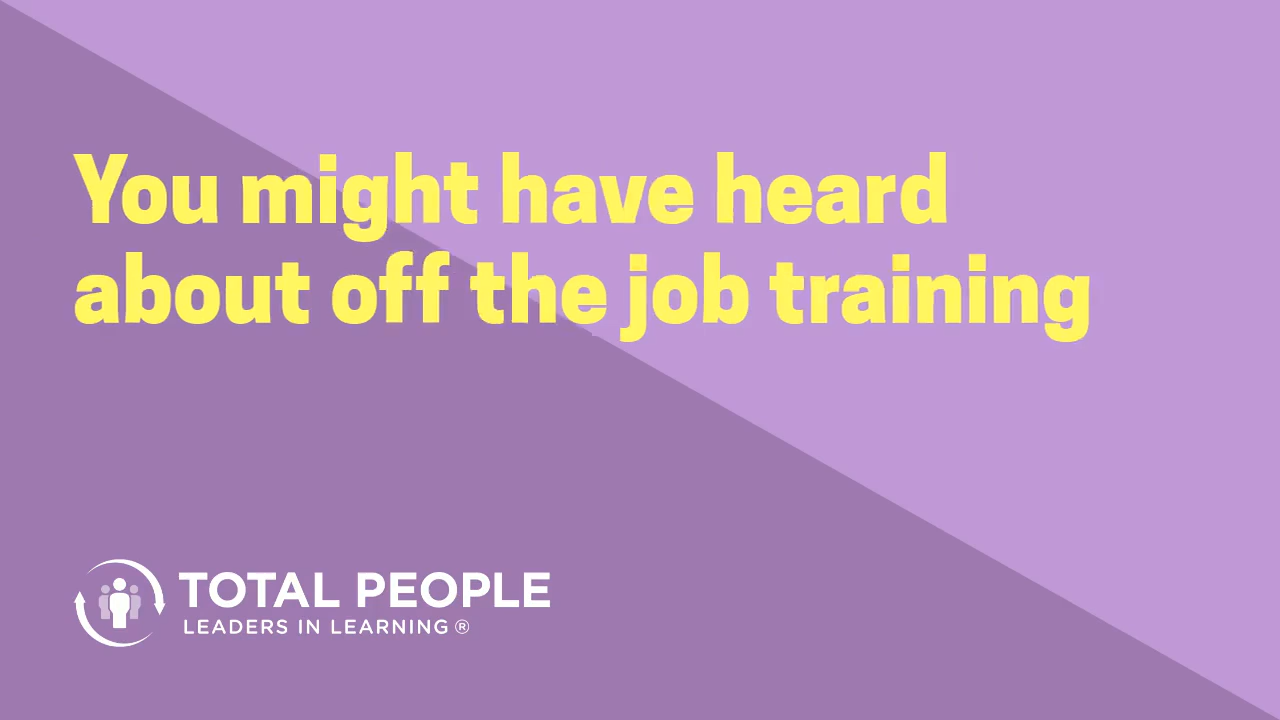 You might have heard
about off the job training
TOTAL PEOPLE
LEADERS IN LEARNING ®